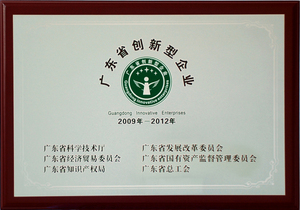 广东省创新型企业
Guangdong Innovative Enterprises
2009年-2012年
广东省科学技术厅 广东省发展改革委员会
广东省经济贸易委员会 广东省国有资产监督管理委员会
广东省知识产权局 广东省总工会